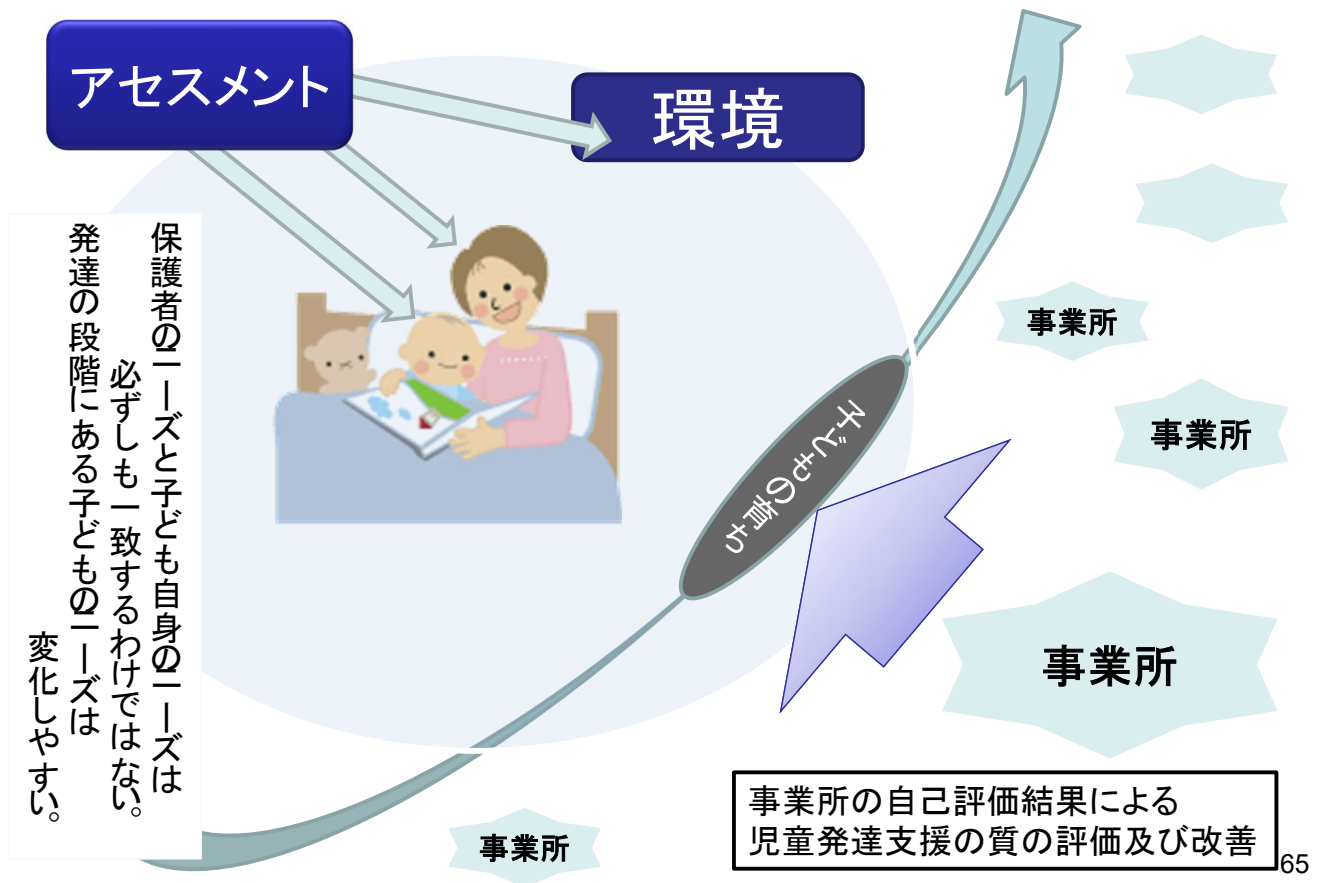 アセスメント
環境
保護者のニーズと子ども自身のニーズは
必ずしも一致するわけではない。
発達の段階にある子どものニーズは
変化しやすい。
子どもの育ち
事業所
事業所
事業所
事業所の自己評価結果による
児童発達支援の質の評価及び改善
事業所
65